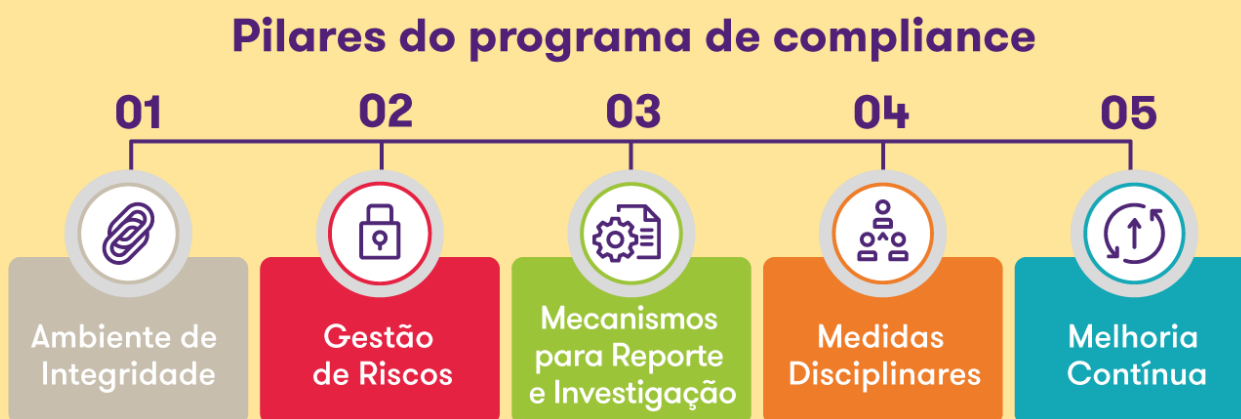 Pilares do programa de compliance
01
02
03
04
05
Ambiente de
Integridade
Gestão
de Riscos
Mecanismos
para Reporte
e Investigação
Medidas
Disciplinares
Melhoria
Contínua